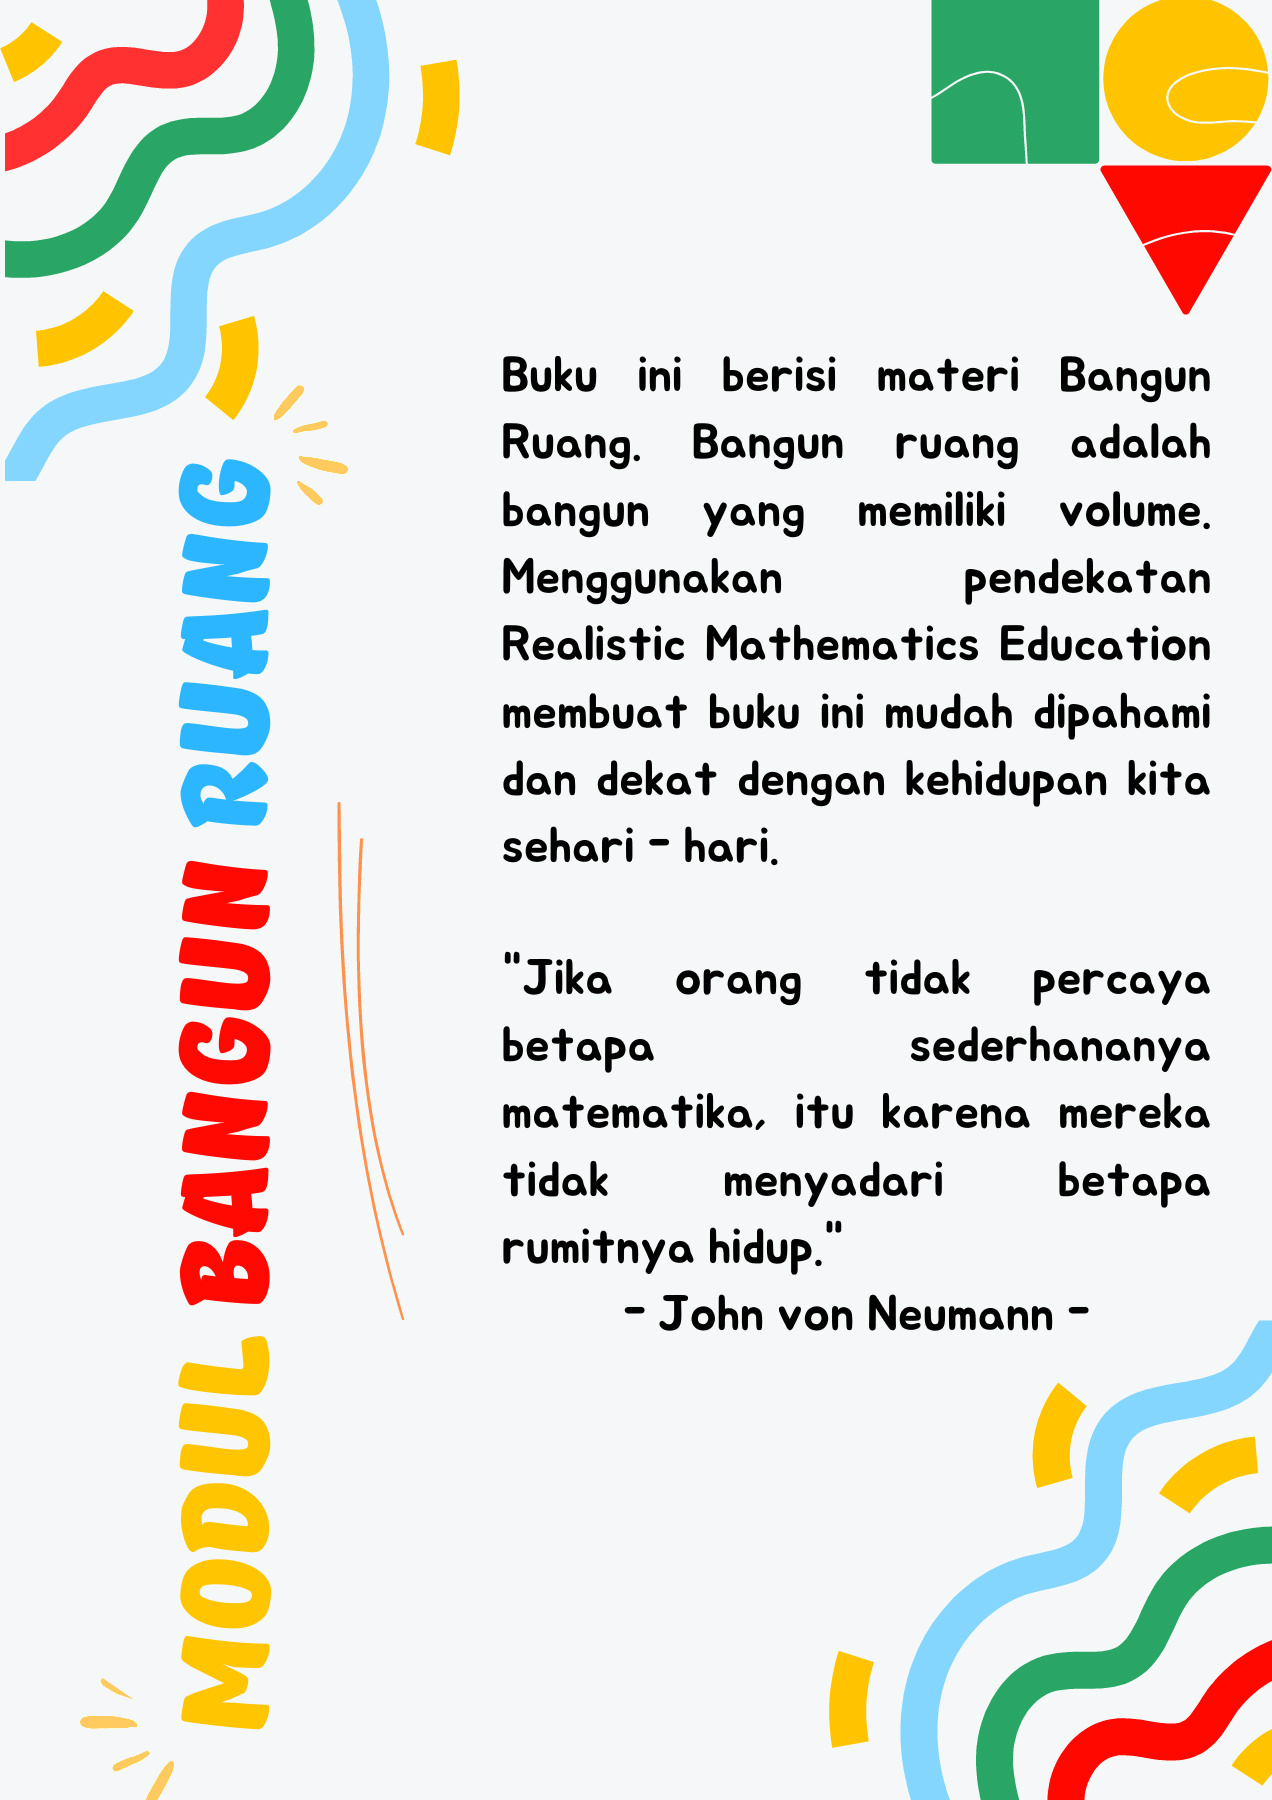 MODUL BANGUN RUANG
Buku ini berisi materi Bangun
Ruang. Bangun ruang adalah
bangun yang memiliki volume.
Menggunakan pendekatan
Realistic Mathematics Education
membuat buku ini mudah dipahami
dan dekat dengan kehidupan kita
sehari - hari.
"Jika orang tidak percaya
betapa sederhananya
matematika, itu karena mereka
tidak menyadari betapa
rumitnya hidup."
- John von Neumann -